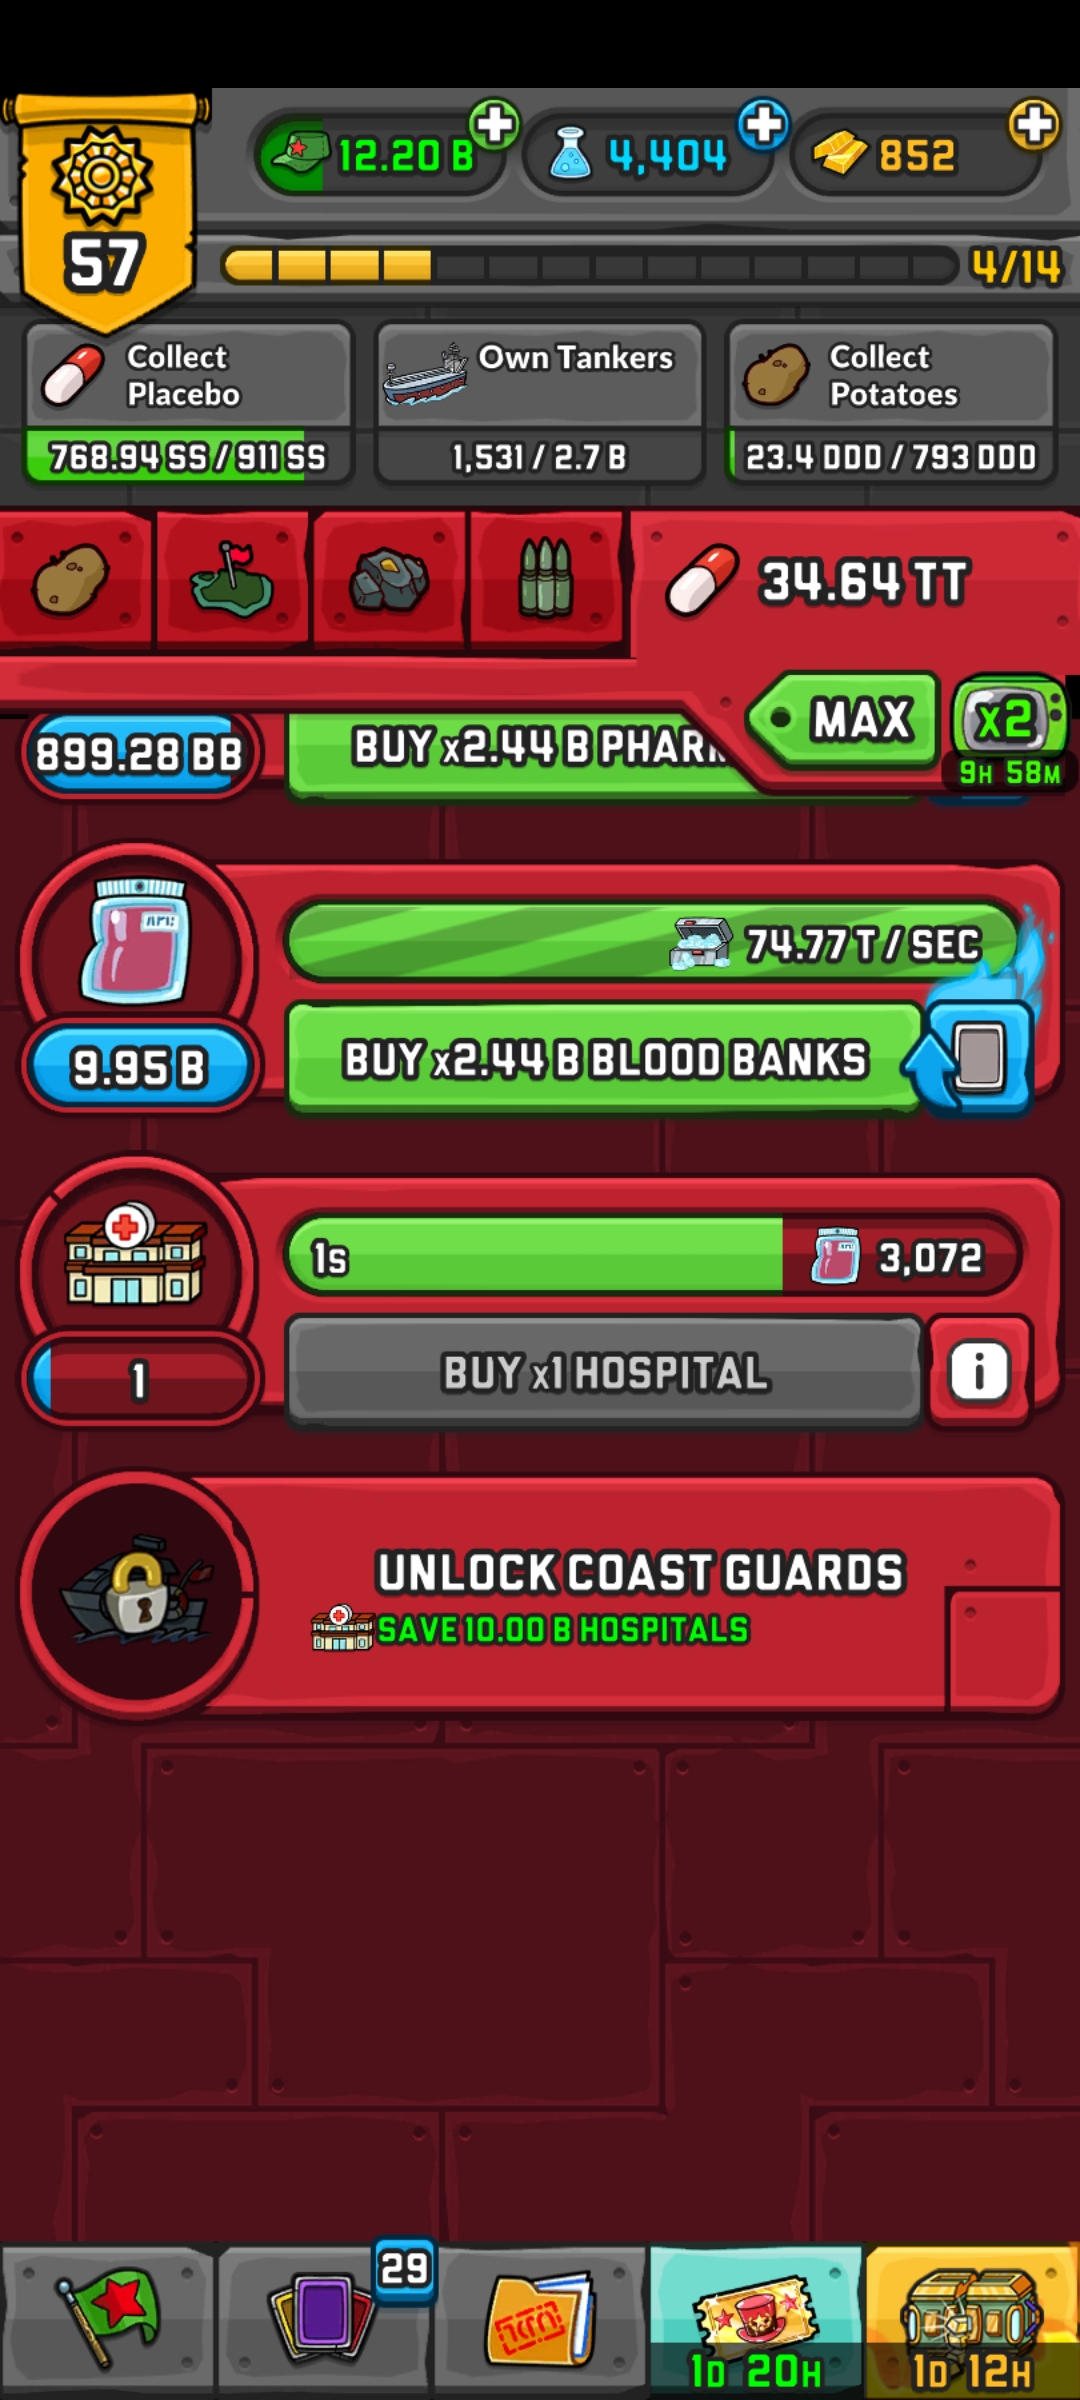 12.20 B
4,404
852
57
4/14
Collect
Placebo
768.94 SS / 911 SS
Own Tankers
1,531 / 2.7 B
Collect
Potatoes
23.4 DDD / 793 DDD
34.64 TT
MAX
x2
9H 58M
899.28 BB
BUY x2.44 B
74.77 T / SEC
9.95 B
BUY x2.44 B BLOOD BANKS
1s
3,072
1
BUY x1 HOSPITAL
i
UNLOCK COAST GUARDS
SAVE 10.00 B HOSPITALS
29
1D 20H
1D 12H